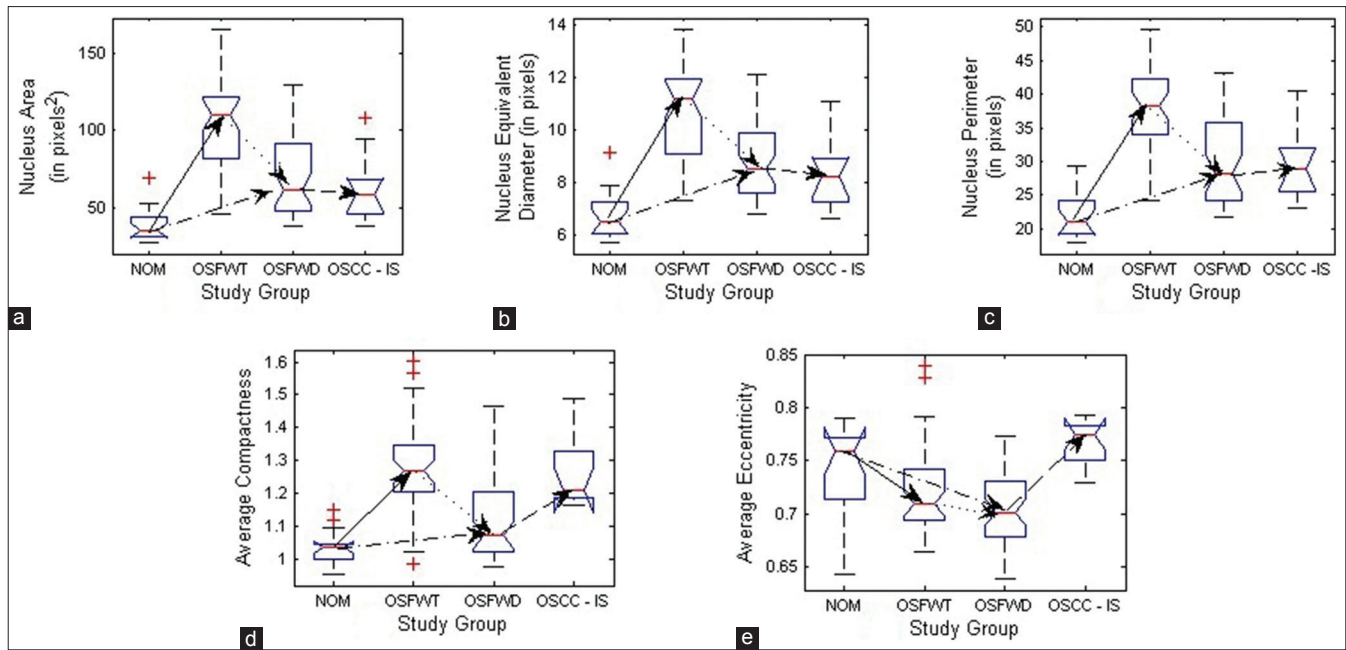 Nucleus Area
(in pixels²)
150
100
50
NOM OSFWT OSFWD OSCC - IS
Study Group
a
Nucleus Equivalent
Diameter (in pixels)
14
12
10
8
6
NOM OSFWT OSFWD OSCC - IS
Study Group
b
Nucleus Perimeter
(in pixels)
50
45
40
35
30
25
20
NOM OSFWT OSFWD OSCC -IS
Study Group
c
Average Compactness
1.6
1.5
1.4
1.3
1.2
1.1
1
NOM OSFWT OSFWD OSCC - IS
Study Group
d
Average Eccentricity
0.85
0.8
0.75
0.7
0.65
NOM OSFWT OSFWD OSCC - IS
Study Group
e